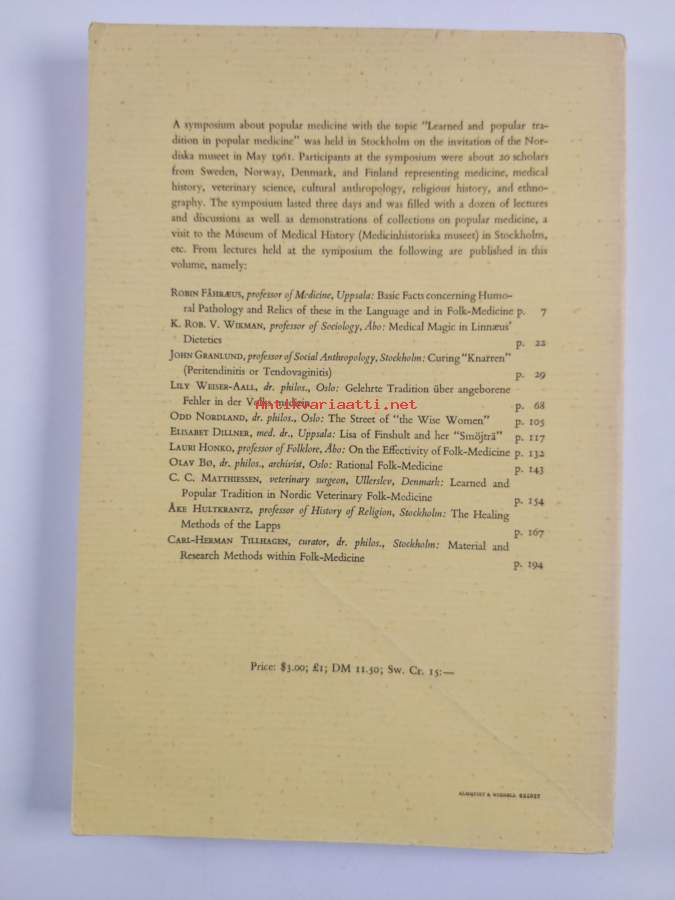 A symposium about popular medicine with the topic "Learned and popular tra-
dition in popular medicine" was held in Stockholm on the invitation of the Nor-
diska museet in May 1961. Participants at the symposium were about 20 scholars
from Sweden, Norway, Denmark, and Finland representing medicine, medical
history, veterinary science, cultural anthropology, religious history, and ethno-
graphy. The symposium lasted three days and was filled with a dozen of lectures
and discussions as well as demonstrations of collections on popular medicine, a
visit to the Museum of Medical History (Medicinhistoriska museet) in Stockholm,
etc. From lectures held at the symposium the following are published in this
volume, namely:
ROBIN FÅHRÆUS, professor of Medicine, Uppsala: Basic Facts concerning Humo-
ral Pathology and Relics of these in the Language and in Folk-Medicine p. 7
K. ROB. V. WIKMAN, professor of Sociology, Åbo: Medical Magic in Linnæus'
Dietetics p. 22
JOHN GRANLUND, professor of Social Anthropology, Stockholm: Curing "Knarren"
(Peritendinitis or Tendovaginitis) p. 29
LILY WEISER-AALL, dr. philos., Oslo: Gelehrte Tradition über angeborene
Fehler in der Volksmedizin p. 68
Antikvariaatti.net
ODD NORDLAND, dr. philos., Oslo: The Street of "the Wise Women" p. 105
ELISABET DILLNER, med. dr., Uppsala: Lisa of Finshult and her "Smöjträ" p. 117
LAURI HONKO, professor of Folklore, Åbo: On the Effectivity of Folk-Medicine p. 132
OLAV BØ, dr. philos., archivist, Oslo: Rational Folk-Medicine p. 143
C. C. MATTHIESSEN, veterinary surgeon, Ullerslev, Denmark: Learned and
Popular Tradition in Nordic Veterinary Folk-Medicine p. 154
ÅKE HULTKRANTZ, professor of History of Religion, Stockholm: The Healing
Methods of the Lapps p. 167
CARL-HERMAN TILLHAGEN, curator, dr. philos., Stockholm: Material and
Research Methods within Folk-Medicine p. 194
Price: $3.00; £1; DM 11.50; Sw. Cr. 15:—
ALMQVIST & WIKSELL